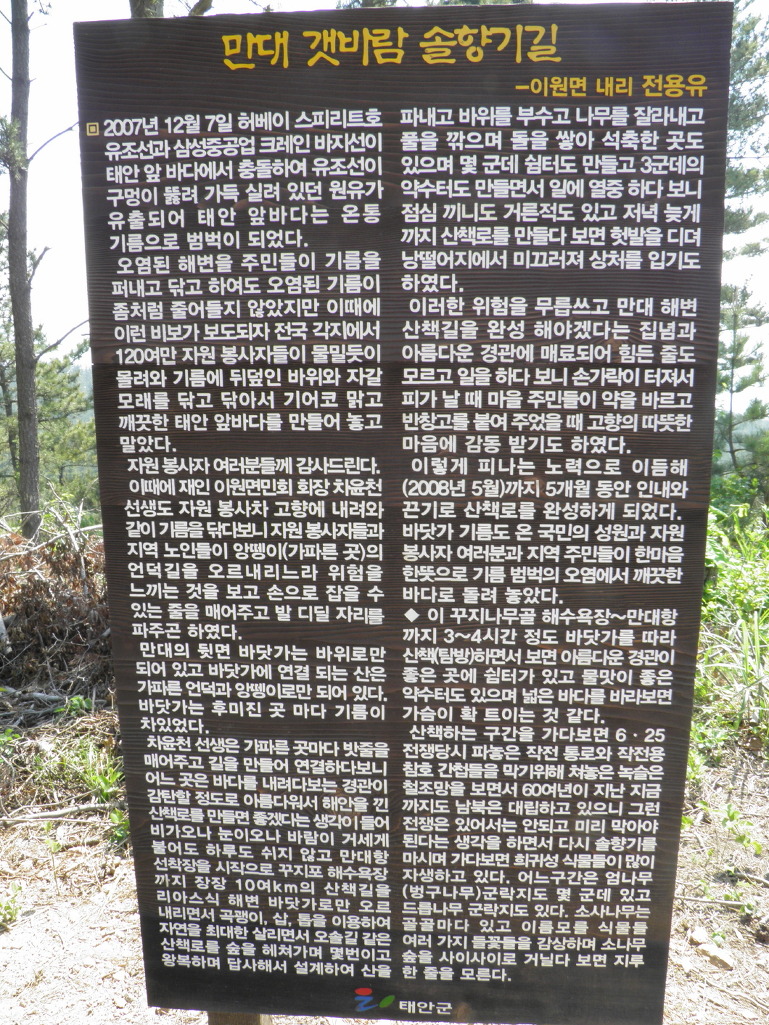 만대 갯바람 솔향기길
-이원면 내리 전용유
2007년 12월 7일 허베이 스피리트호
유조선과 삼성중공업 크레인 바지선이
태안 앞 바다에서 충돌하여 유조선이
구멍이 뚫려 가득 실려 있던 원유가
유출되어 태안 앞바다는 온통
기름으로 범벅이 되었다.
오염된 해변을 주민들이 기름을
퍼내고 닦고 하여도 오염된 기름이
좀처럼 줄어들지 않았지만 이때에
이런 비보가 보도되자 전국 각지에서
120여만 자원 봉사자들이 물밀듯이
몰려와 기름에 뒤덮인 바위와 자갈
모래를 닦고 닦아서 기어코 맑고
깨끗한 태안 앞바다를 만들어 놓고
말았다.
자원 봉사자 여러분들께 감사드린다.
이때에 재인 이원면민회 회장 차윤천
선생도 자원 봉사차 고향에 내려와
같이 기름을 닦다보니 자원 봉사자들과
지역 노인들이 앙뗑이(가파른 곳)의
언덕길을 오르내리느라 위험을
느끼는 것을 보고 손으로 잡을 수
있는 줄을 매어주고 발 디딜 자리를
파주곤 하였다.
만대의 뒷면 바닷가는 바위로만
되어 있고 바닷가에 연결 되는 산은
가파른 언덕과 앙뗑이로만 되어 있다.
바닷가는 후미진 곳 마다 기름이
차있었다.
차윤천 선생은 가파른 곳마다 밧줄을
매어주고 길을 만들어 연결하다보니
어느 곳은 바다를 내려다보는 경관이
감탄할 정도로 아름다워서 해안을 낀
산책로를 만들면 좋겠다는 생각이 들어
비가오나 눈이오나 바람이 거세게
불어도 하루도 쉬지 않고 만대항
선착장을 시작으로 꾸지포 해수욕장
까지 장장 10여km의 산책길을
리아스식 해변 바닷가로만 오르
내리면서 곡괭이, 삽, 톱을 이용하여
자연을 최대한 살리면서 오솔길 같은
산책로를 숲을 헤쳐가며 몇번이고
왕복하며 답사해서 설계하여 산을
파내고 바위를 부수고 나무를 잘라내고
풀을 깎으며 돌을 쌓이 석축한 곳도
있으며 몇 군데 쉼터도 만들고 3군데의
약수터도 만들면서 일에 열중 하다 보니
점심 끼니도 거른적도 있고 저녁 늦게
까지 산책로를 만들다 보면 헛발을 디뎌
낭떨어지에서 미끄러져 상처를 입기도
하였다.
이러한 위험을 무릅쓰고 만대 해변
산책길을 완성 해야겠다는 집념과
아름다운 경관에 매료되어 힘든 줄도
모르고 일을 하다 보니 손가락이 터져서
피가 날 때 마을 주민들이 약을 바르고
반창고를 붙여 주었을 때 고향의 따뜻한
마음에 감동 받기도 하였다.
이렇게 피나는 노력으로 이듬해
(2008년 5월)까지 5개월 동안 인내와
끈기로 산책로를 완성하게 되었다.
바닷가 기름도 온 국민의 성원과 자원
봉사자 여러분과 지역 주민들이 한마음
한뜻으로 기름 범벅의 오염에서 깨끗한
바다로 돌려 놓았다.
◆ 이 꾸지나무골 해수욕장~만대항
까지 3~4시간 정도 바닷가를 따라
산책(탐방)하면서 보면 아름다운 경관이
좋은 곳에 쉼터가 있고 물맛이 좋은
약수터도 있으며 넓은 바다를 바라보면
가슴이 확 트이는 것 같다.
산책하는 구간을 가다보면 6·25
전쟁당시 파놓은 작전 통로와 작전용
참호 간첩들을 막기위해 쳐놓은 녹슬은
철조망을 보면서 60여년이 지난 지금
까지도 남북은 대립하고 있으니 그런
전쟁은 있어서는 안되고 미리 막아야
된다는 생각을 하면서 다시 솔향기를
마시며 가다보면 희귀성 식물들이 많이
자생하고 있다. 어느구간은 엄나무
(벙구나무)군락지도 몇 군데 있고
드릅나무 군락지도 있다. 소사나무는
골골마다 있고 이름모를 식물들
여러 가지 들꽃들을 감상하며 소나무
숲을 사이사이로 거닐다 보면 지루
한 줄을 모른다.
태안군